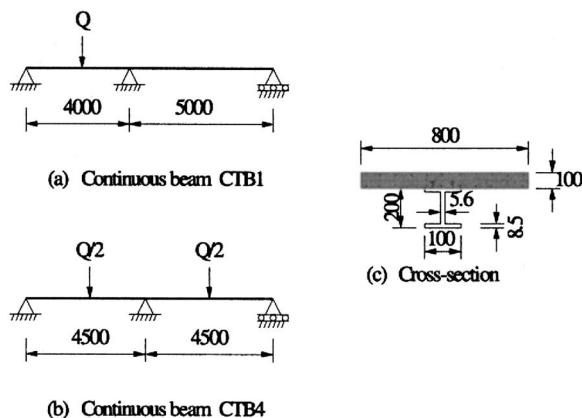 Q
4000
5000
(a) Continuous beam CTB1
Q/2
Q/2
4500
4500
(b) Continuous beam CTB4
800
100
200
5.6
8.5
100
(c) Cross-section